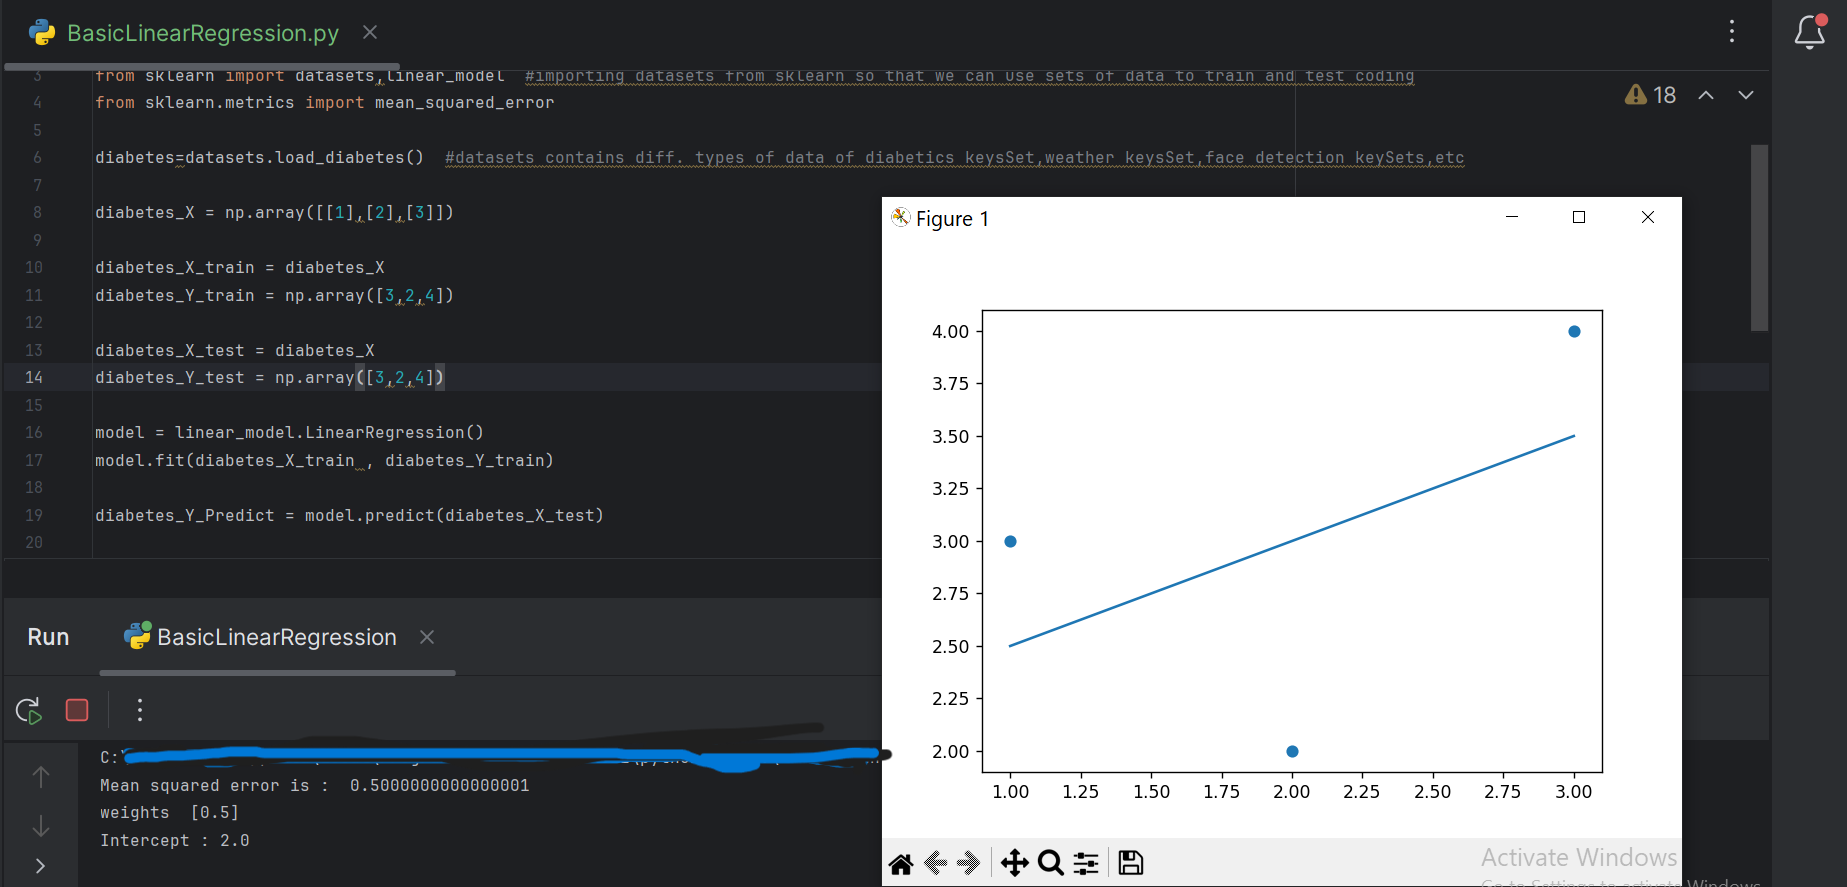 BasicLinearRegression.py
18
3 from sklearn import datasets,linear_model #importing datasets from sklearn so that we can use sets of data to train and test coding
4 from sklearn.metrics import mean_squared_error
5
6 diabetes=datasets.load_diabetes() #datasets contains diff. types of data of diabetics keysSet,weather keysSet,face detection keySets,etc
7
8 diabetes_X = np.array([[1],[2],[3]])
9
10 diabetes_X_train = diabetes_X
11 diabetes_Y_train = np.array([3,2,4])
12
13 diabetes_X_test = diabetes_X
14 diabetes_Y_test = np.array([3,2,4])
15
16 model = linear_model.LinearRegression()
17 model.fit(diabetes_X_train , diabetes_Y_train)
18
19 diabetes_Y_Predict = model.predict(diabetes_X_test)
20
Figure 1
4.00
3.75
3.50
3.25
3.00
2.75
2.50
2.25
2.00
1.00 1.25 1.50 1.75 2.00 2.25 2.50 2.75 3.00
Run BasicLinearRegression
C:\
Mean squared error is : 0.5000000000000001
weights [0.5]
Intercept : 2.0
Activate Windows
Go to Settings to activate Windows.